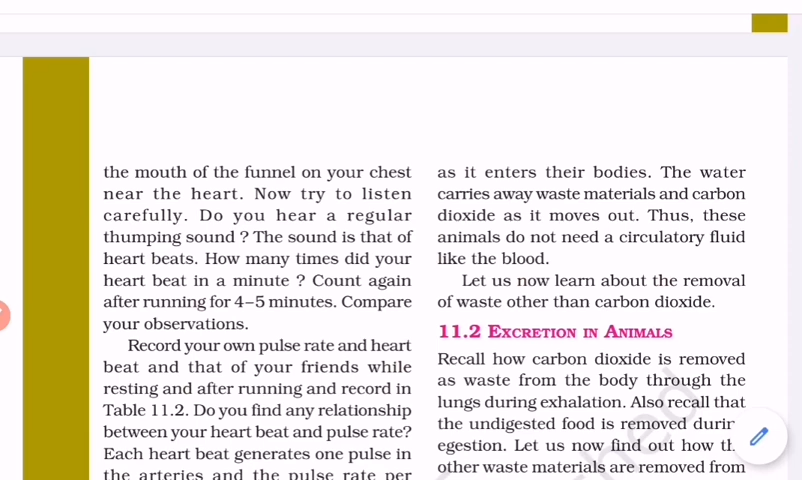 the mouth of the funnel on your chest
near the heart. Now try to listen
carefully. Do you hear a regular
thumping sound ? The sound is that of
heart beats. How many times did your
heart beat in a minute ? Count again
after running for 4–5 minutes. Compare
your observations.
Record your own pulse rate and heart
beat and that of your friends while
resting and after running and record in
Table 11.2. Do you find any relationship
between your heart beat and pulse rate?
Each heart beat generates one pulse in
the arteries and the pulse rate per
as it enters their bodies. The water
carries away waste materials and carbon
dioxide as it moves out. Thus, these
animals do not need a circulatory fluid
like the blood.
Let us now learn about the removal
of waste other than carbon dioxide.
11.2 EXCRETION IN ANIMALS
Recall how carbon dioxide is removed
as waste from the body through the
lungs during exhalation. Also recall that
the undigested food is removed
egestion. Let us now find out how
other waste materials are removed from